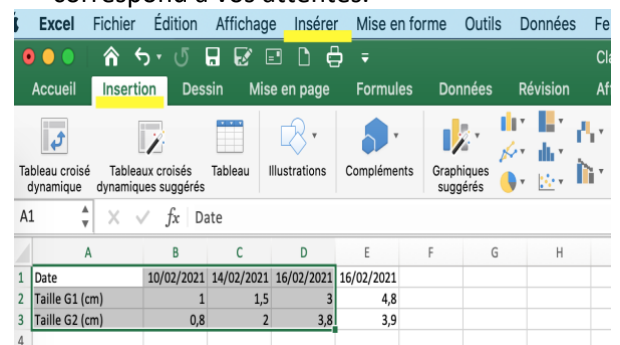 correspond à vos attentes.
Excel Fichier Édition Affichage Insérer Mise en forme Outils Données Fe
Cla
Accueil Insertion Dessin Mise en page Formules Données Révision Af
Tableau croisé dynamique Tableaux croisés dynamiques suggérés Tableau Illustrations Compléments Graphiques suggérés
A1 fx Date
A B C D E F G H
1 Date 10/02/2021 14/02/2021 16/02/2021 16/02/2021
2 Taille G1 (cm) 1 1,5 3 4,8
3 Taille G2 (cm) 0,8 2 3,8 3,9
4